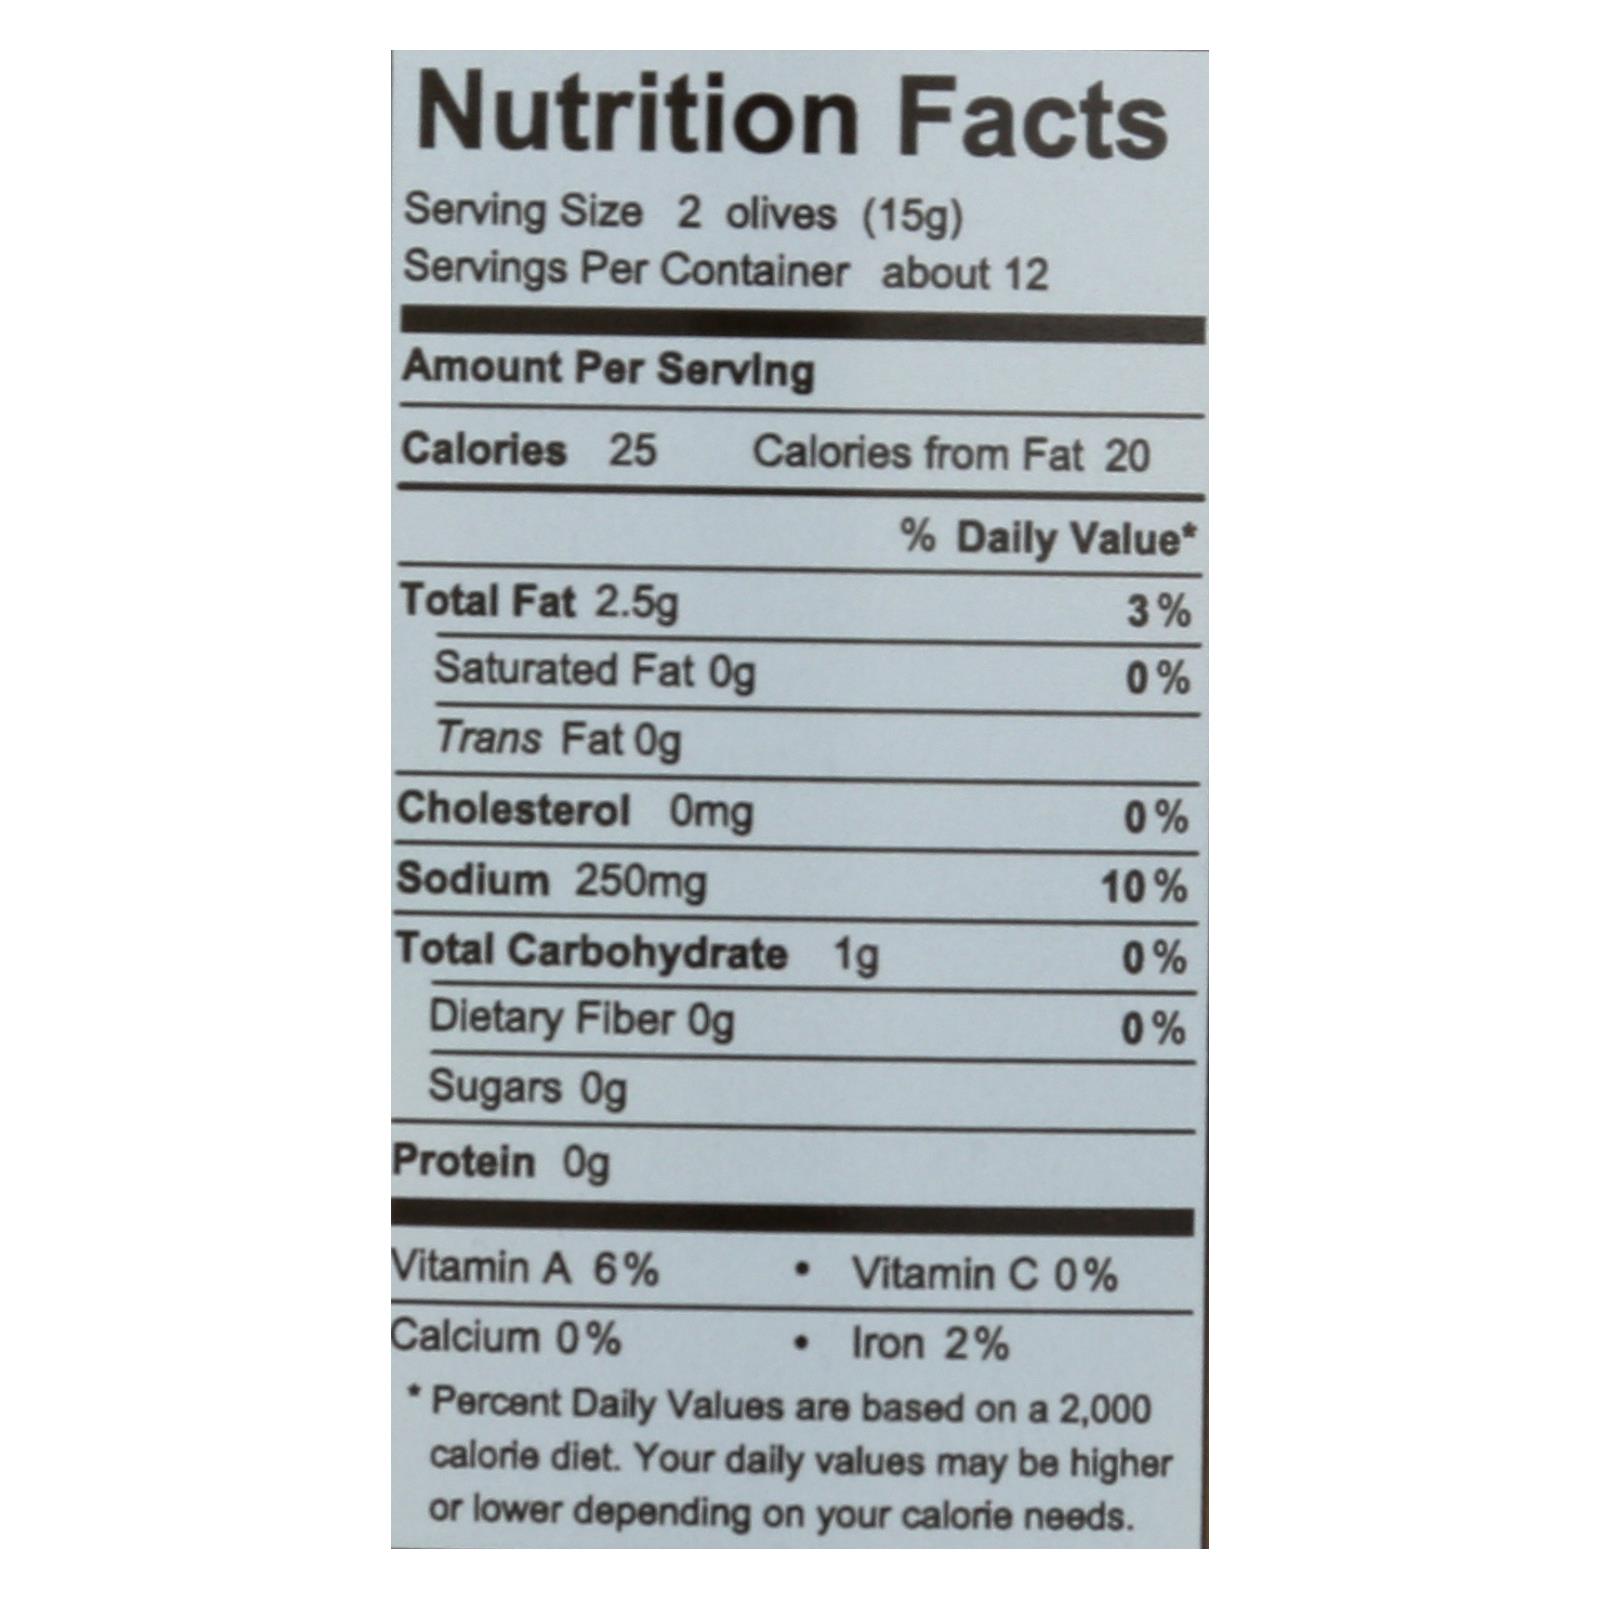 Nutrition Facts
Serving Size 2 olives (15g)
Servings Per Container about 12
Amount Per Serving
Calories 25 Calories from Fat 20
% Daily Value*
Total Fat 2.5g 3%
Saturated Fat 0g 0%
Trans Fat 0g
Cholesterol 0mg 0%
Sodium 250mg 10%
Total Carbohydrate 1g 0%
Dietary Fiber 0g 0%
Sugars 0g
Protein 0g
Vitamin A 6% • Vitamin C 0%
Calcium 0% • Iron 2%
* Percent Daily Values are based on a 2,000
calorie diet. Your daily values may be higher
or lower depending on your calorie needs.